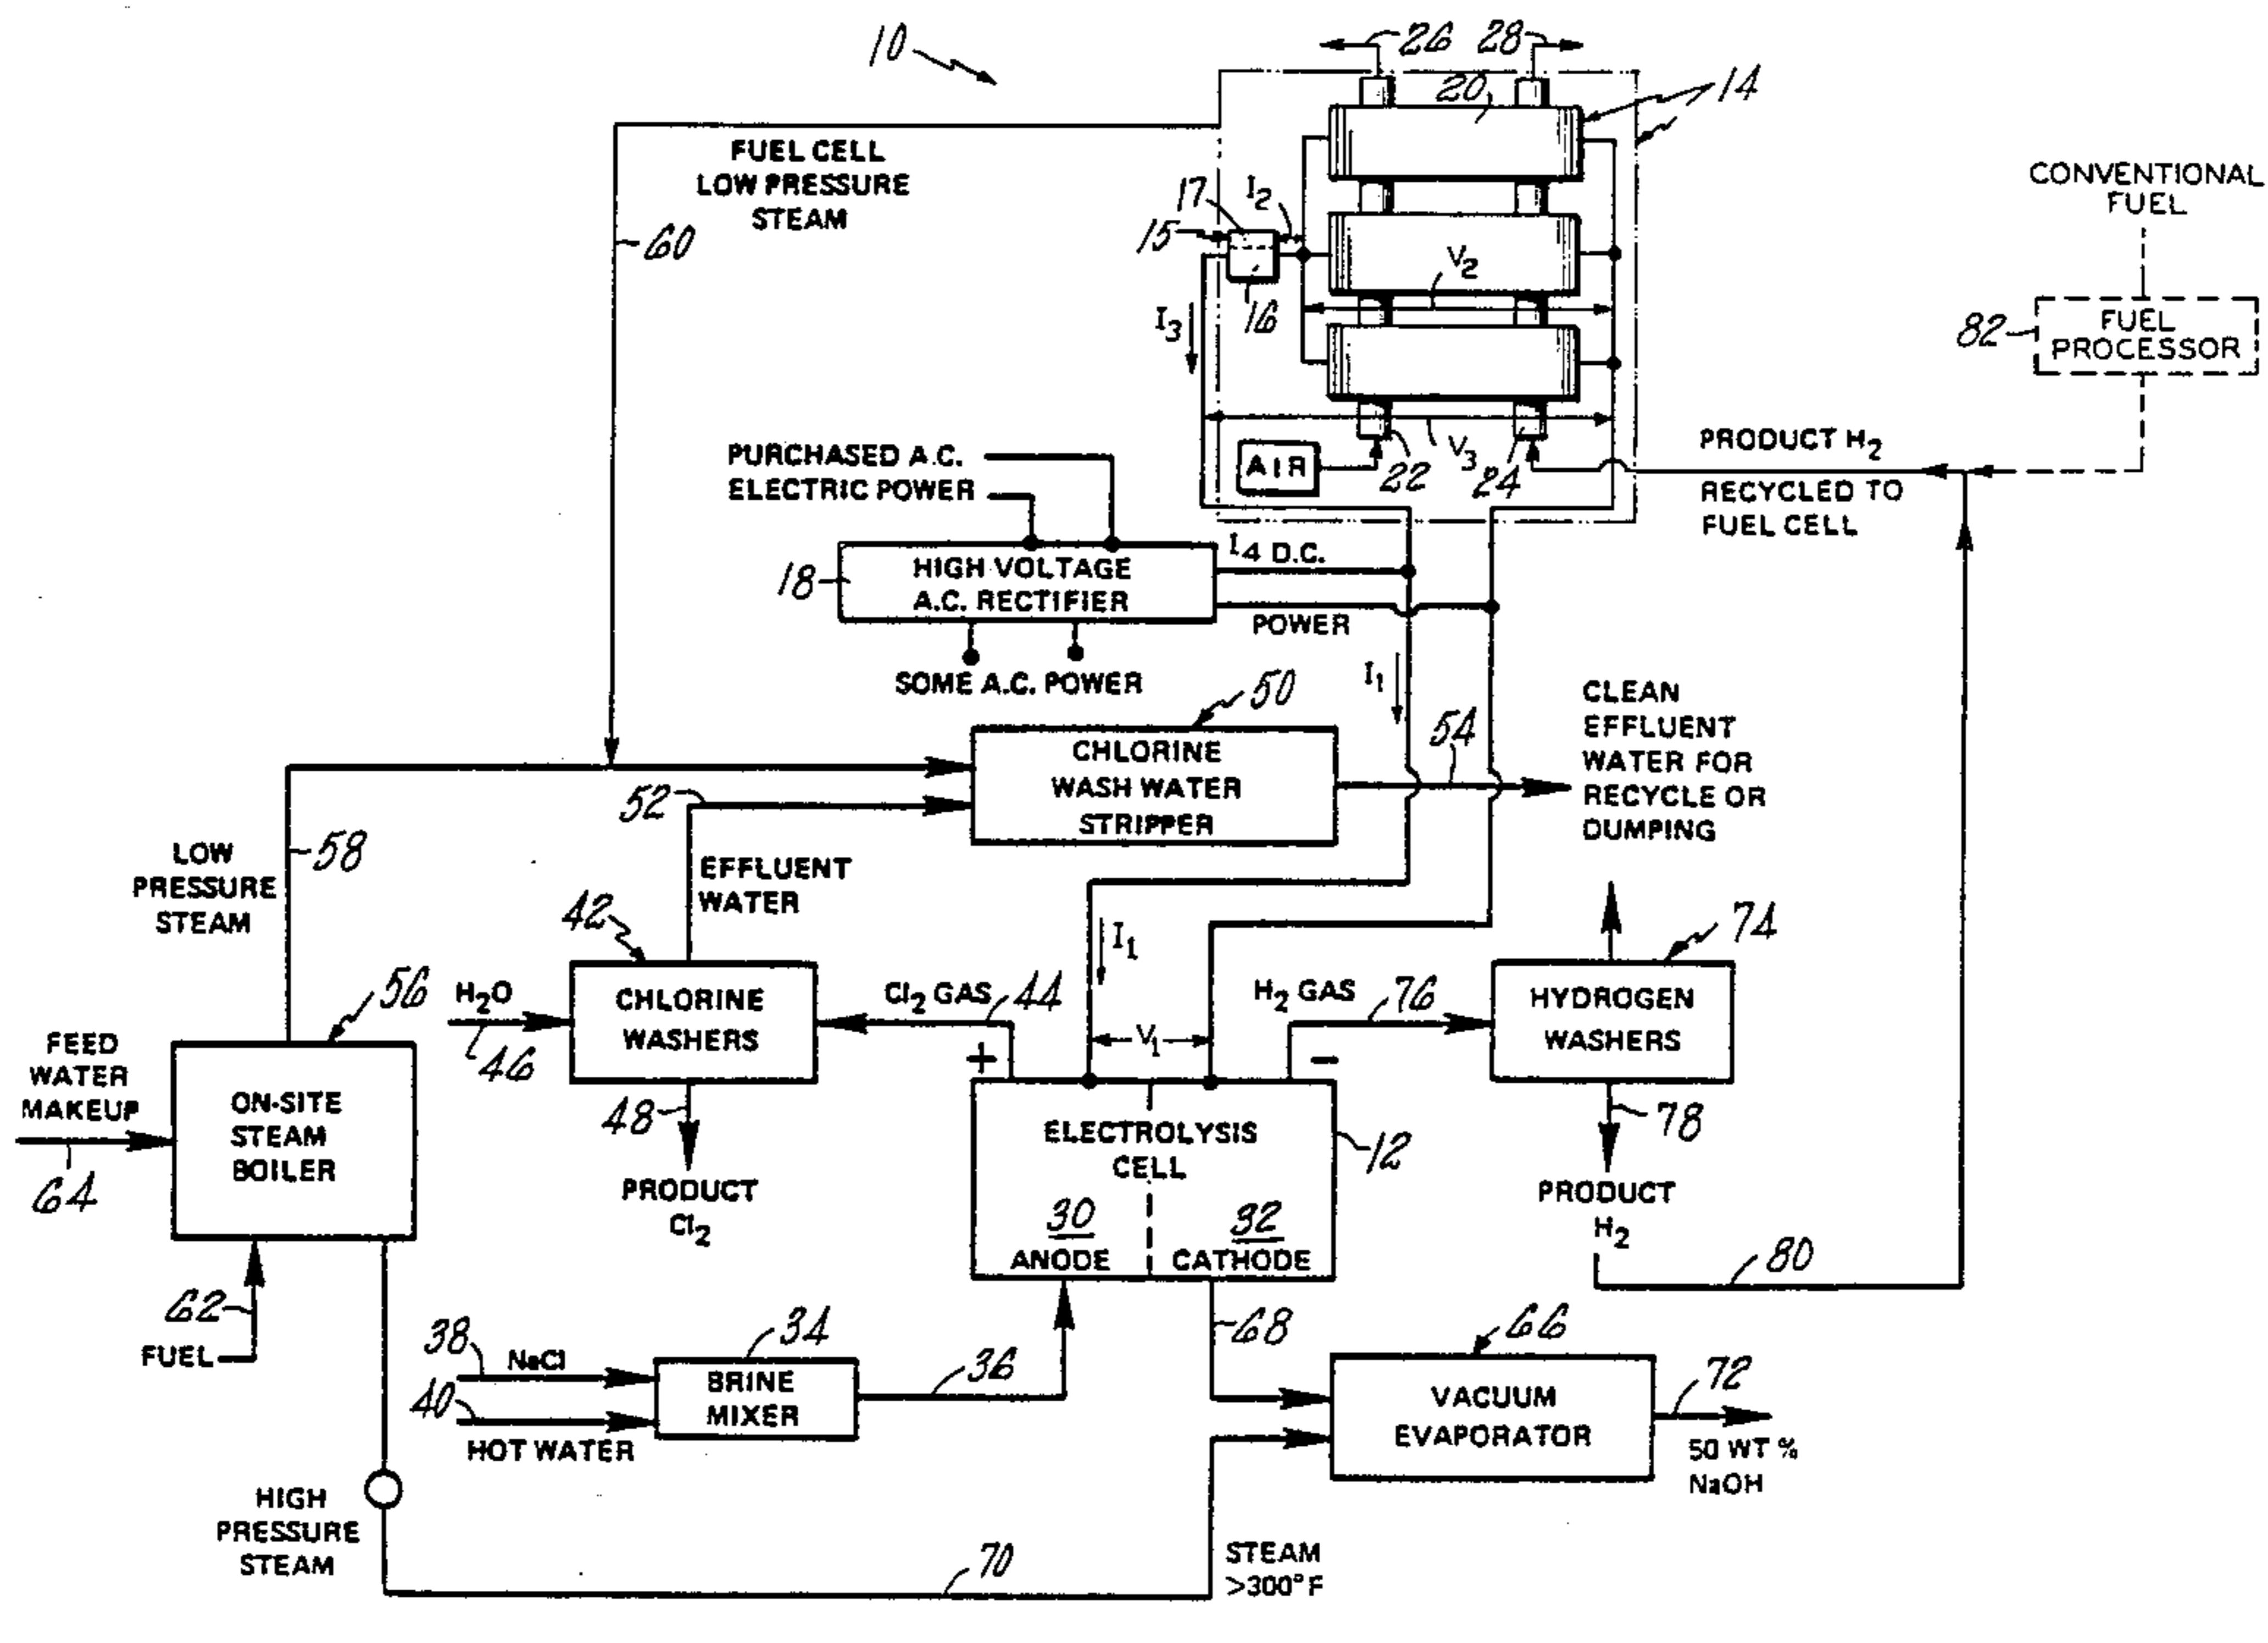 10
26
28
20
14
FUEL CELL
LOW PRESSURE
STEAM
60
17
I2
15
16
V2
I3
CONVENTIONAL
FUEL
82
FUEL
PROCESSOR
PURCHASED A.C.
ELECTRIC POWER
AIR
22
V3
24
PRODUCT H2
RECYCLED TO
FUEL CELL
18
HIGH VOLTAGE
A.C. RECTIFIER
I4 D.C.
POWER
SOME A.C. POWER
I1
50
CHLORINE
WASH WATER
STRIPPER
54
CLEAN
EFFLUENT
WATER FOR
RECYCLE OR
DUMPING
52
EFFLUENT
WATER
LOW
PRESSURE
STEAM
58
42
H2O
46
CHLORINE
WASHERS
Cl2 GAS
44
I1
V1
+
−
H2 GAS
76
74
HYDROGEN
WASHERS
56
FEED
WATER
MAKEUP
64
ON-SITE
STEAM
BOILER
48
PRODUCT
Cl2
ELECTROLYSIS
CELL
12
30
ANODE
32
CATHODE
78
PRODUCT
H2
80
62
FUEL
38
NaCl
40
HOT WATER
34
BRINE
MIXER
36
68
66
VACUUM
EVAPORATOR
72
50 WT %
NaOH
HIGH
PRESSURE
STEAM
70
STEAM
>300°F